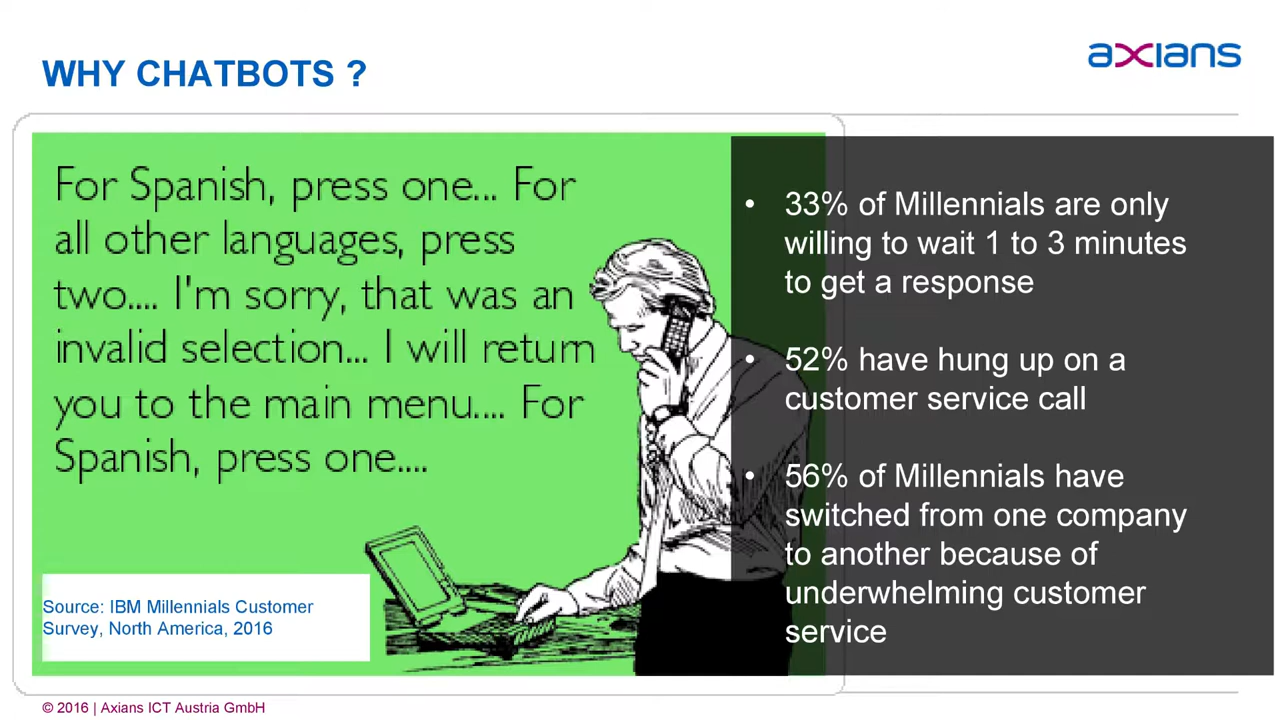 WHY CHATBOTS ?
axians
For Spanish, press one... For
all other languages, press
two.... I'm sorry, that was an
invalid selection... I will return
you to the main menu.... For
Spanish, press one....
Source: IBM Millennials Customer
Survey, North America, 2016
• 33% of Millennials are only
willing to wait 1 to 3 minutes
to get a response
• 52% have hung up on a
customer service call
• 56% of Millennials have
switched from one company
to another because of
underwhelming customer
service
© 2016 | Axians ICT Austria GmbH